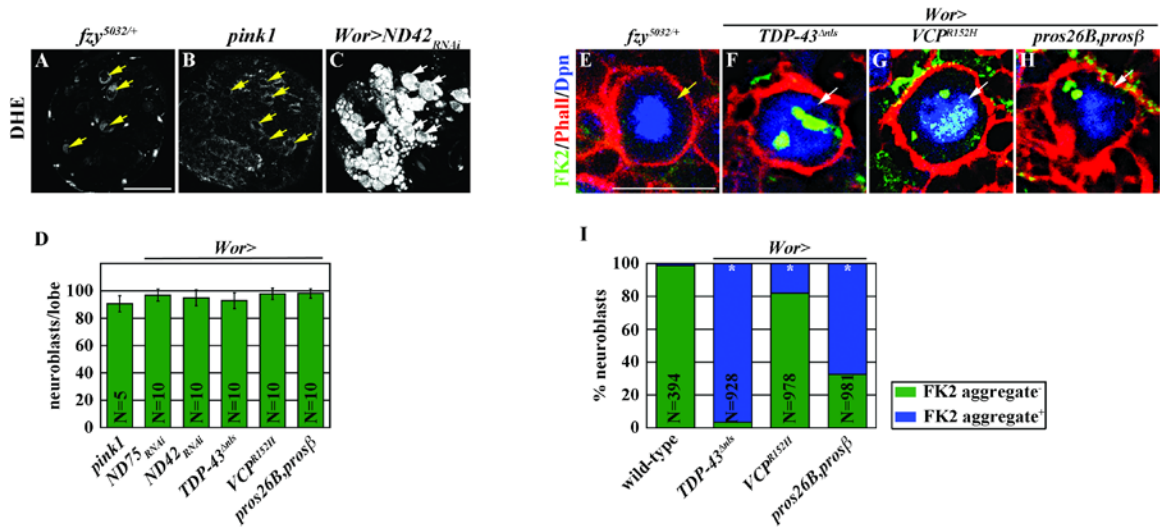 Wor>
fzy5032/+ pink1 Wor>ND42RNAi fzy5032/+ TDP-43Δnls VCPR152H pros26B,prosβ
A B C E F G H
DHE
FK2/Phall/Dpn
D
Wor>
neuroblasts/lobe
100
80
60
40
20
0
N=5 N=10 N=10 N=10 N=10 N=10
pink1 ND75RNAi ND42RNAi TDP-43Δnls VCPR152H pros26B,prosβ
I
Wor>
% neuroblasts
100
80
60
40
20
0
* * *
N=394 N=928 N=978 N=981
wild-type TDP-43Δnls VCPR152H pros26B,prosβ
FK2 aggregate-
FK2 aggregate+